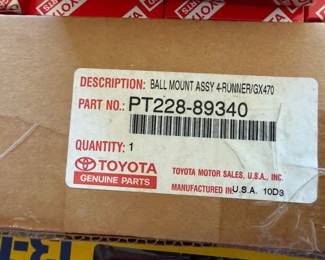 TOYOTA
DESCRIPTION: BALL MOUNT ASSY 4-RUNNER/GX470
PART NO.: PT228-89340
QUANTITY: 1
TOYOTA
GENUINE PARTS
TOYOTA MOTOR SALES, U.S.A., INC.
MANUFACTURED IN U.S.A. 10D3